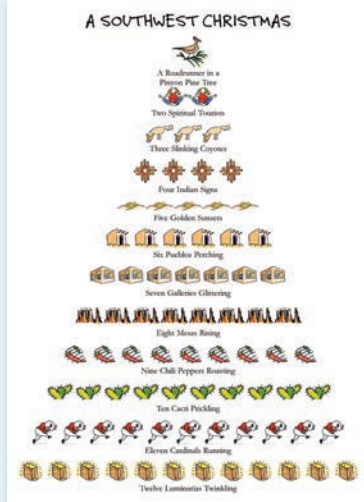 A SOUTHWEST CHRISTMAS
A Roadrunner in a
Pinyon Pine Tree
Two Spiritual Tourists
Three Slinking Coyotes
Four Indian Signs
Five Golden Sunsets
Six Pueblos Perching
Seven Galleries Glittering
Eight Mesas Rising
Nine Chili Peppers Roasting
Ten Cacti Prickling
Eleven Cardinals Running
Twelve Luminarias Twinkling